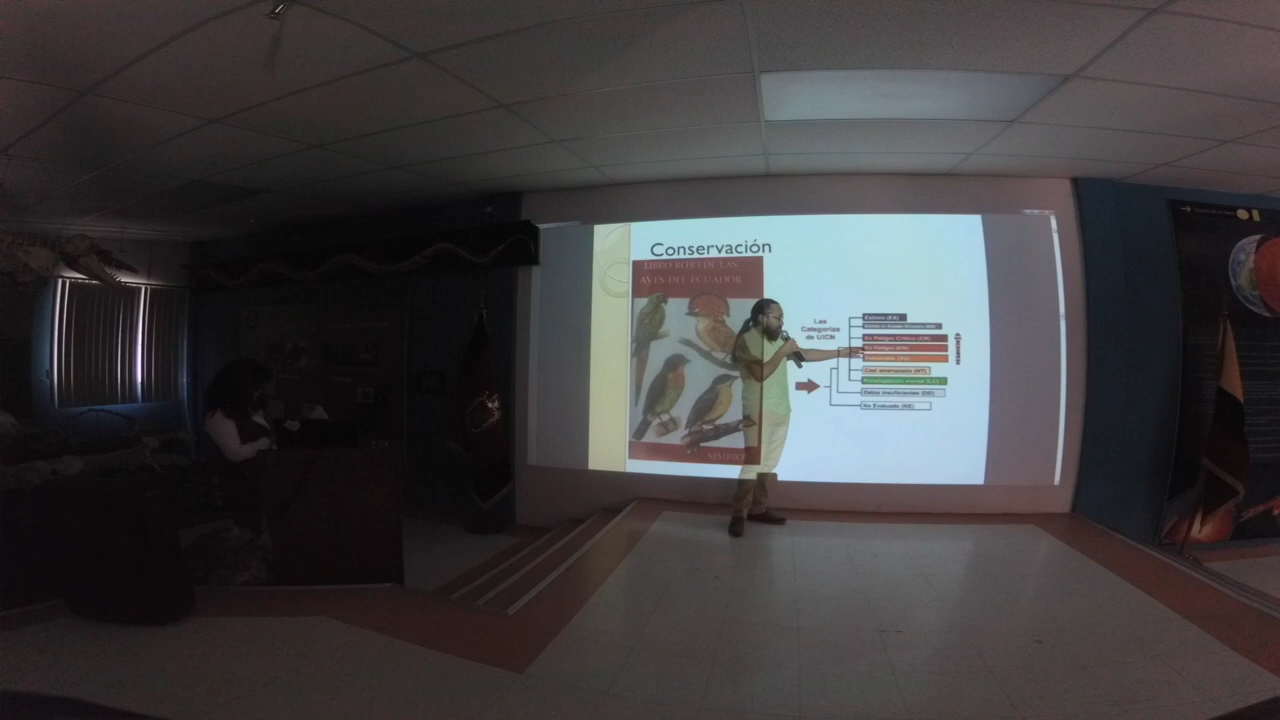 Conservación
LIBRO ROJO DE LAS
AVES DEL ECUADOR
SIMBIO
Las
Categorías
de UICN
Extinto (EX)
En Peligro Crítico (CR)
En Peligro (EN)
Vulnerable (VU)
Casi amenazado (NT)
Preocupación menor (LC)
Datos Insuficientes (DD)
No Evaluado (NE)